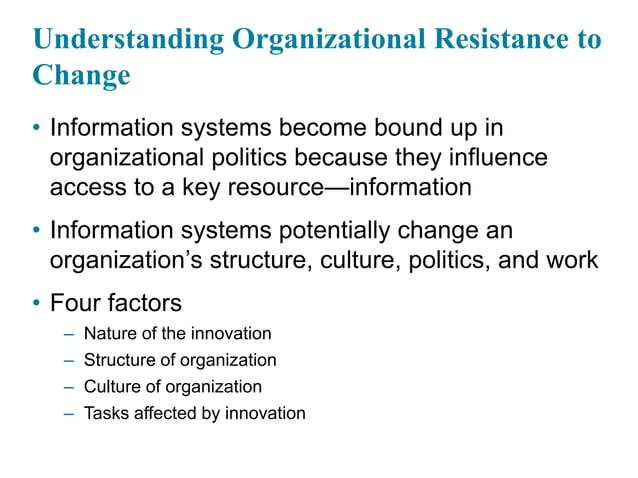 Understanding Organizational Resistance to
Change
• Information systems become bound up in
organizational politics because they influence
access to a key resource—information
• Information systems potentially change an
organization’s structure, culture, politics, and work
• Four factors
– Nature of the innovation
– Structure of organization
– Culture of organization
– Tasks affected by innovation